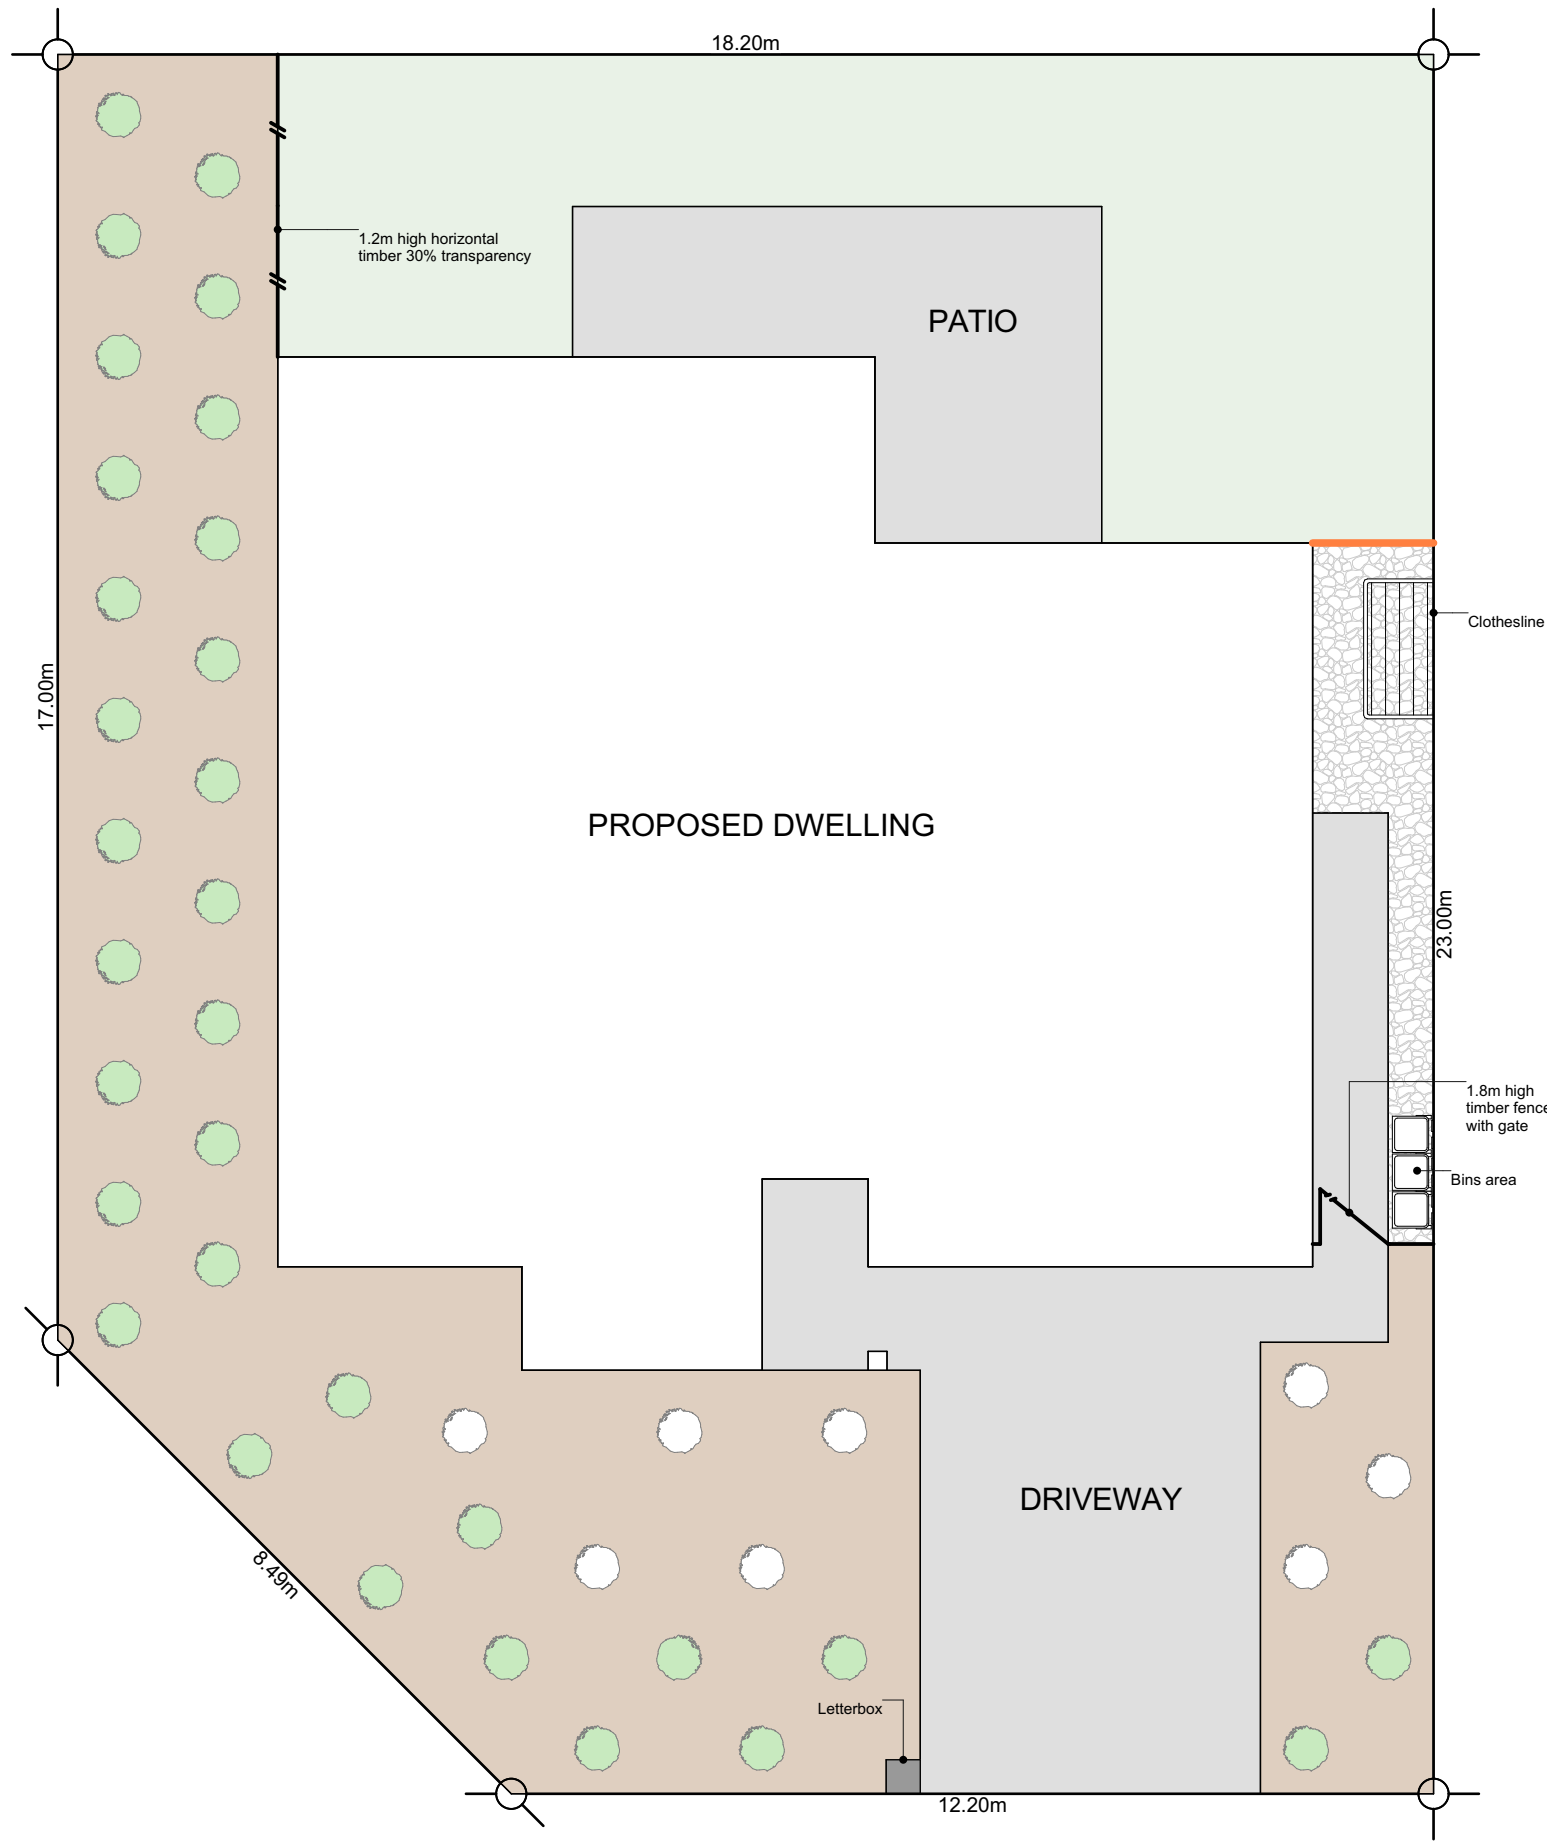 18.20m
1.2m high horizontal
timber 30% transparency
PATIO
Clothesline
17.00m
PROPOSED DWELLING
23.00m
1.8m high
timber fence
with gate
Bins area
DRIVEWAY
8.49m
Letterbox
12.20m